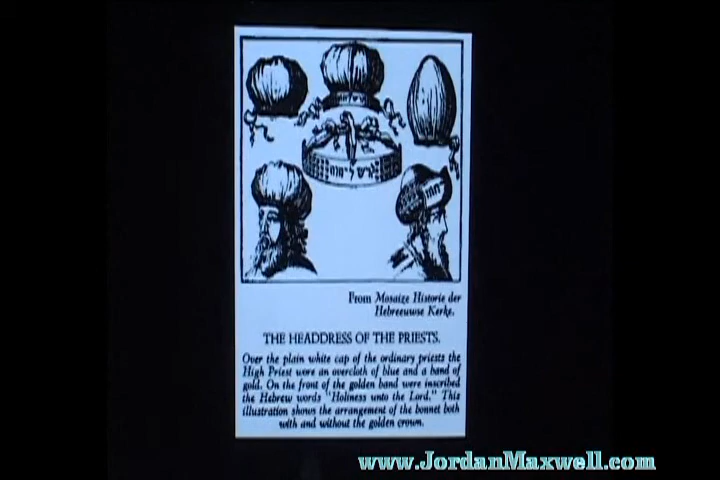 קדש ל־יהוה
From Mosaize Historie der
Hebreeuwse Kerke.
THE HEADDRESS OF THE PRIESTS.
Over the plain white cap of the ordinary priests the
High Priest wore an overcloth of blue and a band of
gold. On the front of the golden band were inscribed
the Hebrew words "Holiness unto the Lord." This
illustration shows the arrangement of the bonnet both
with and without the golden crown.
www.JordanMaxwell.com